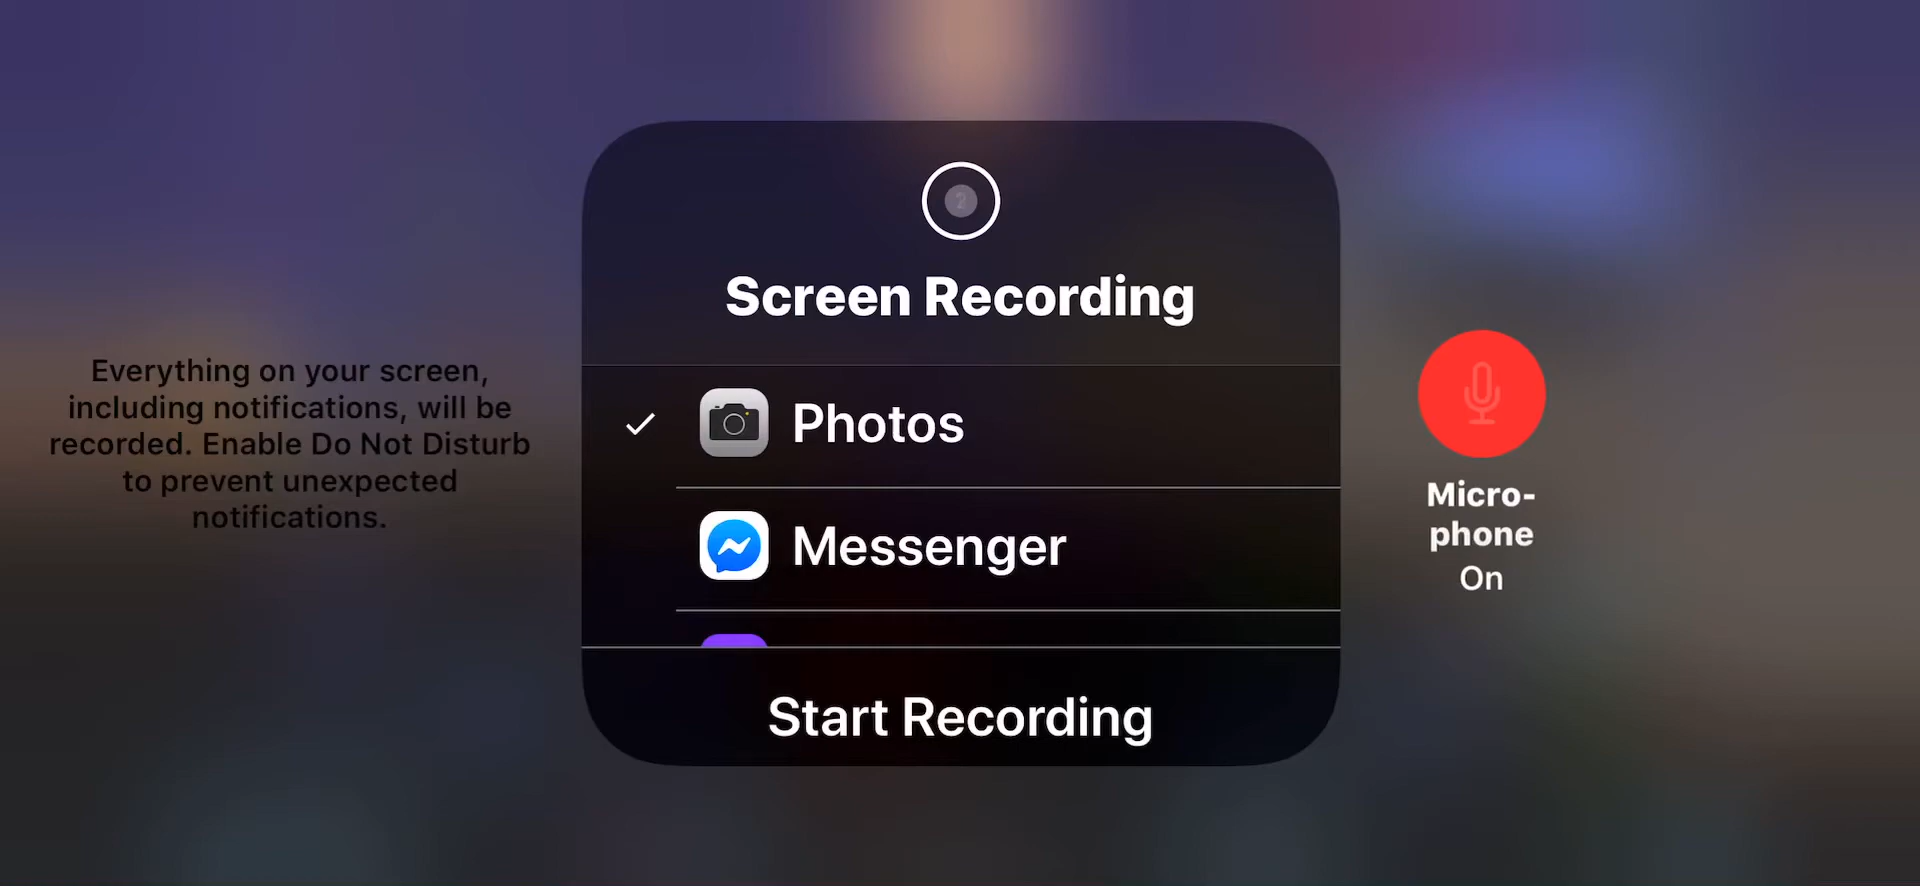 2
Screen Recording
Everything on your screen,
including notifications, will be
recorded. Enable Do Not Disturb
to prevent unexpected
notifications.
Photos
Messenger
Start Recording
Micro-
phone
On